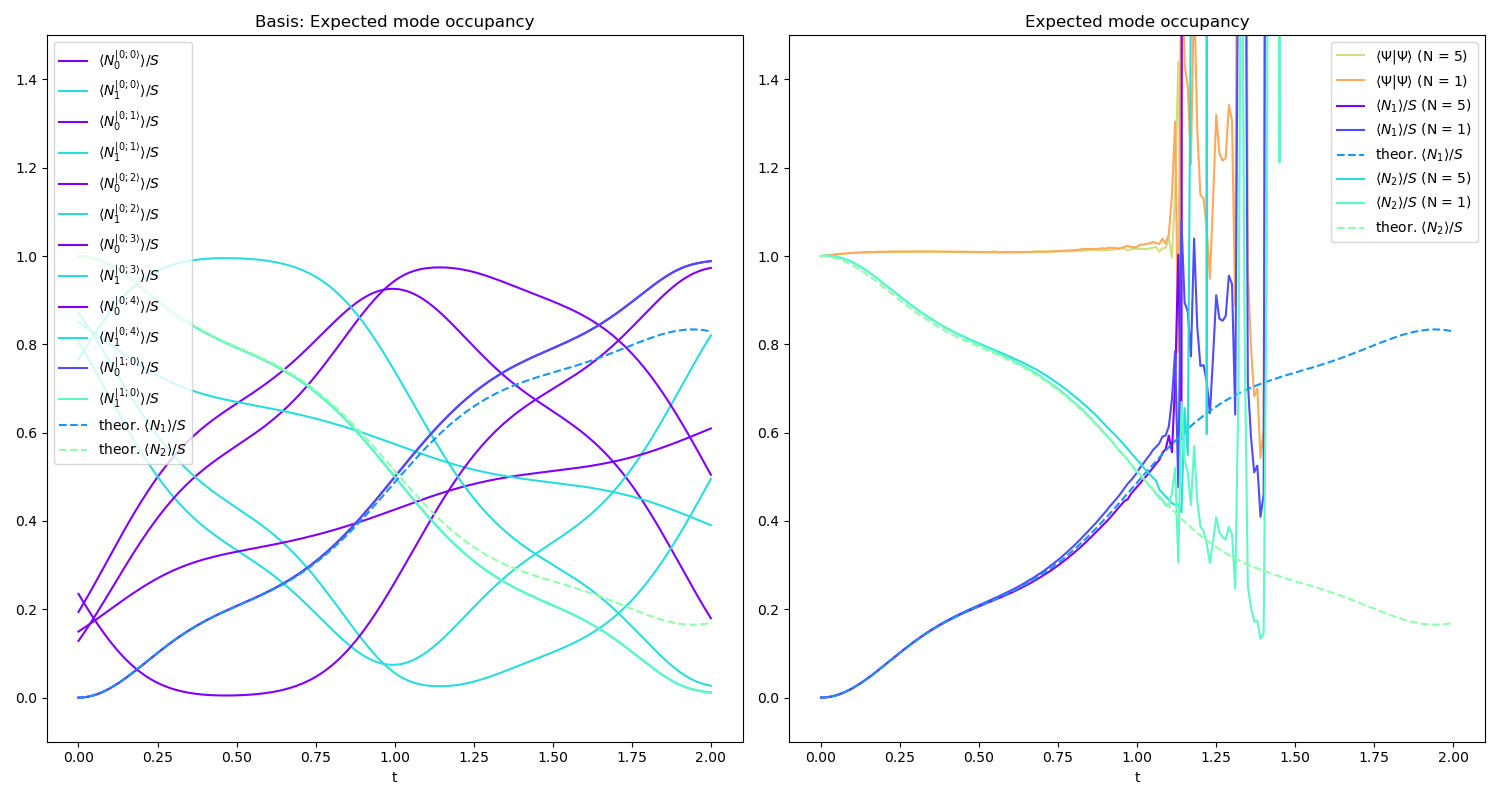 Basis: Expected mode occupancy
⟨N_0^{|0; 0⟩}⟩/S
⟨N_1^{|0; 0⟩}⟩/S
⟨N_0^{|0; 1⟩}⟩/S
⟨N_1^{|0; 1⟩}⟩/S
⟨N_0^{|0; 2⟩}⟩/S
⟨N_1^{|0; 2⟩}⟩/S
⟨N_0^{|0; 3⟩}⟩/S
⟨N_1^{|0; 3⟩}⟩/S
⟨N_0^{|0; 4⟩}⟩/S
⟨N_1^{|0; 4⟩}⟩/S
⟨N_0^{|1; 0⟩}⟩/S
⟨N_1^{|1; 0⟩}⟩/S
theor. ⟨N_1⟩/S
theor. ⟨N_2⟩/S
1.4
1.2
1.0
0.8
0.6
0.4
0.2
0.0
0.00 0.25 0.50 0.75 1.00 1.25 1.50 1.75 2.00
t
Expected mode occupancy
⟨Ψ|Ψ⟩ (N = 5)
⟨Ψ|Ψ⟩ (N = 1)
⟨N_1⟩/S (N = 5)
⟨N_1⟩/S (N = 1)
theor. ⟨N_1⟩/S
⟨N_2⟩/S (N = 5)
⟨N_2⟩/S (N = 1)
theor. ⟨N_2⟩/S
1.4
1.2
1.0
0.8
0.6
0.4
0.2
0.0
0.00 0.25 0.50 0.75 1.00 1.25 1.50 1.75 2.00
t